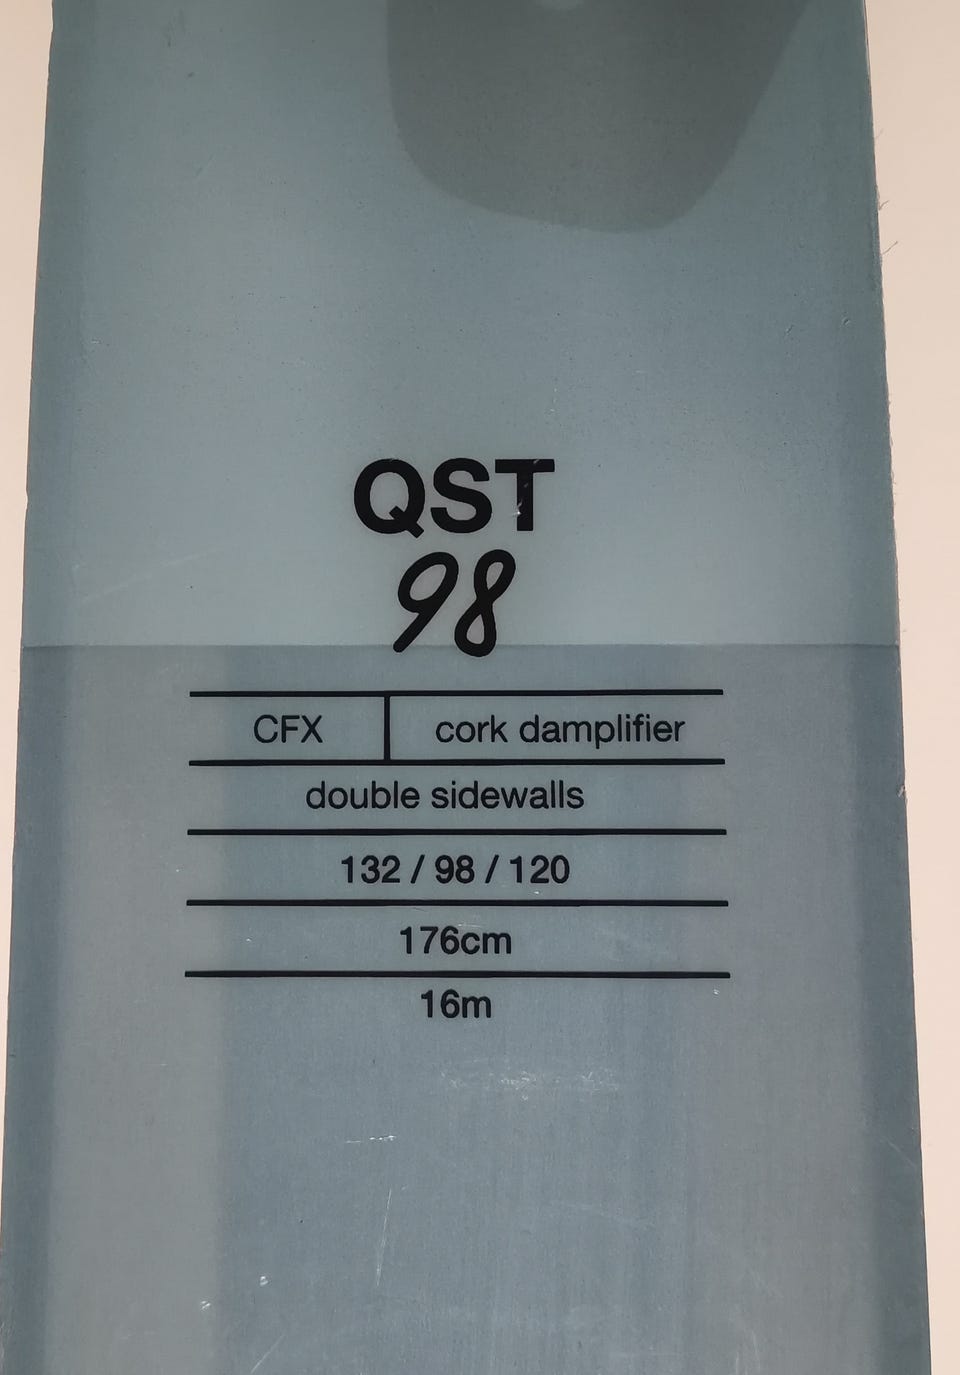 QST
98
CFX cork damplifier
double sidewalls
132 / 98 / 120
176cm
16m